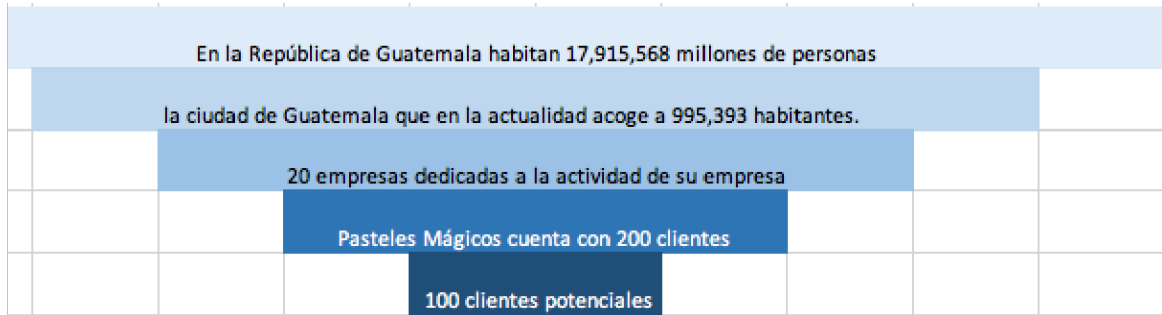 En la República de Guatemala habitan 17,915,568 millones de personas
la ciudad de Guatemala que en la actualidad acoge a 995,393 habitantes.
20 empresas dedicadas a la actividad de su empresa
Pasteles Mágicos cuenta con 200 clientes
100 clientes potenciales